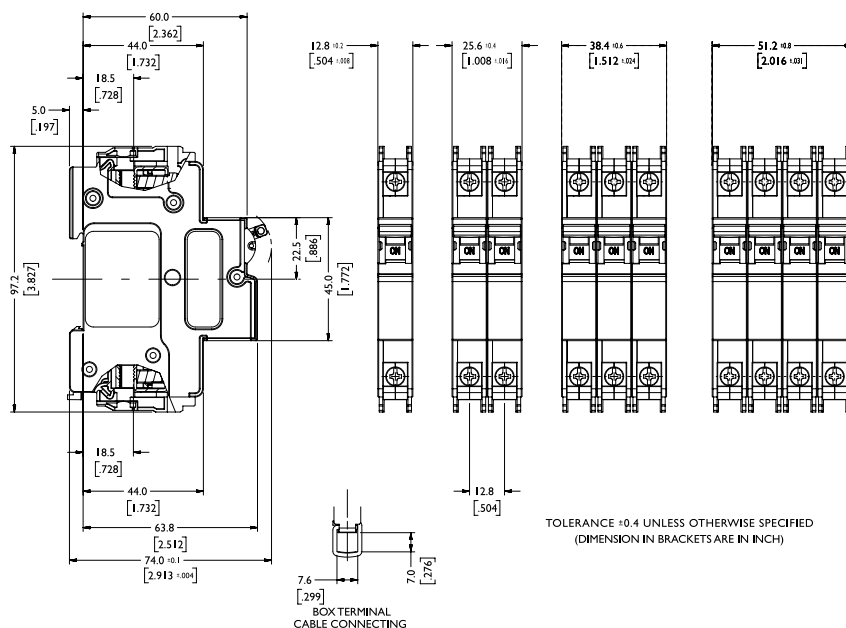 60.0
[2.362]
44.0
[1.732]
18.5
[.728]
5.0
[.197]
12.8 ±0.2
[.504 ±.008]
25.6 ±0.4
[1.008 ±.016]
38.4 ±0.6
[1.512 ±.024]
51.2 ±0.8
[2.016 ±.031]
97.2
[3.827]
22.5
[.886]
45.0
[1.772]
ON
ON
ON
ON
ON
ON
ON
ON
ON
ON
18.5
[.728]
44.0
[1.732]
63.8
[2.512]
74.0 ±0.1
[2.913 ±.004]
12.8
[.504]
7.6
[.299]
7.0
[.276]
BOX TERMINAL
CABLE CONNECTING
TOLERANCE ±0.4 UNLESS OTHERWISE SPECIFIED
(DIMENSION IN BRACKETS ARE IN INCH)